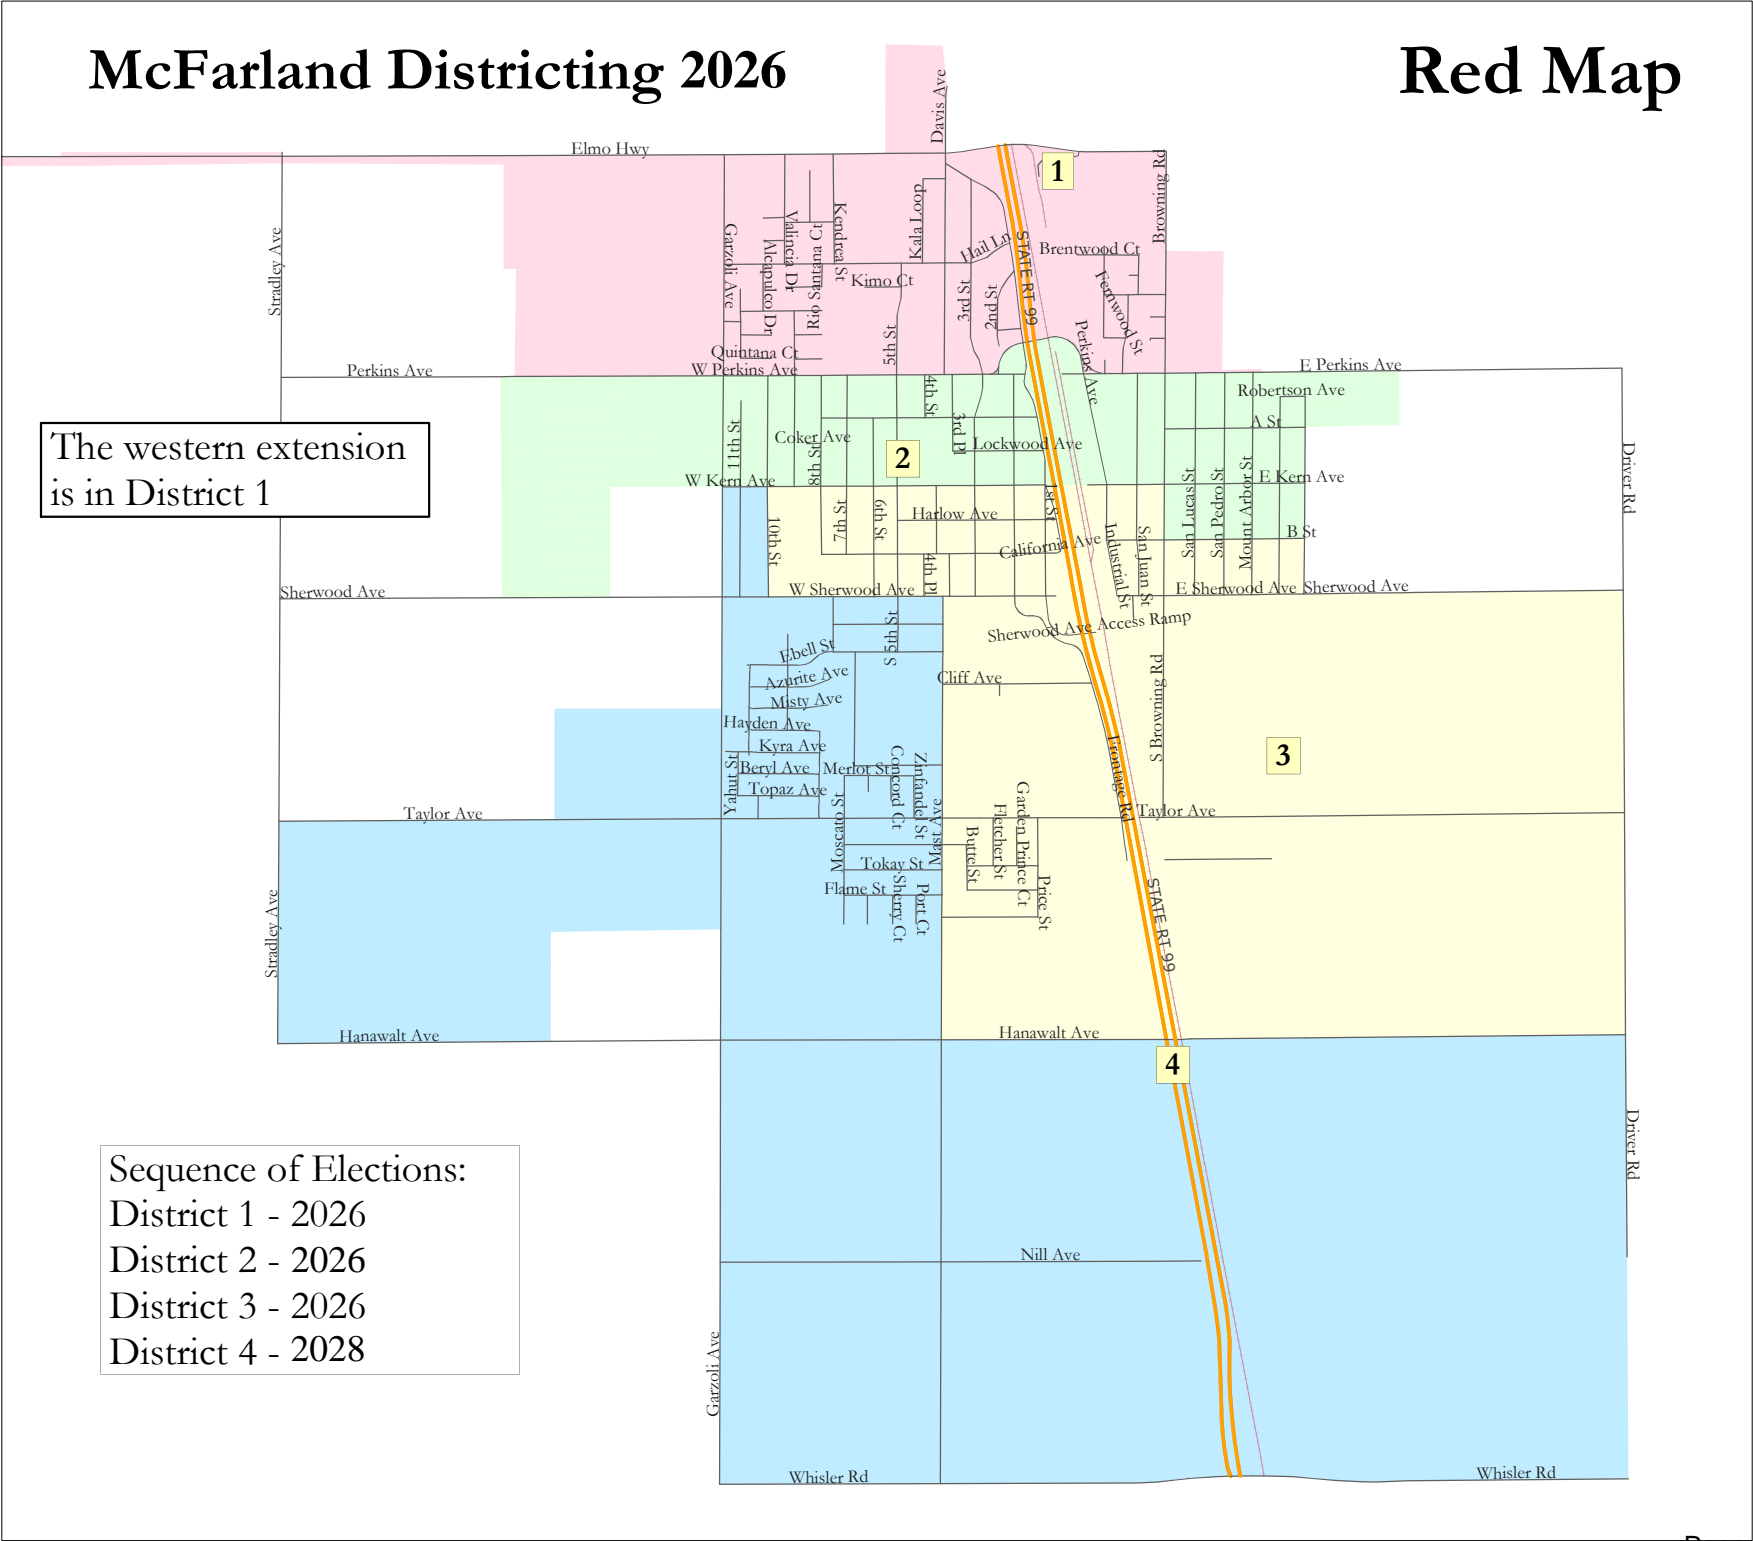 McFarland Districting 2026
Red Map
Davis Ave
Elmo Hwy
1
Browning Rd
Stradley Ave
Garzoli Ave
Valincia Dr
Alcapulco Dr
Rio Santana Ct
Kendrea St
Kala Loop
Hail Ln
STATE RT 99
Brentwood Ct
Kimo Ct
3rd St
2nd St
Fernwood St
5th St
Perkins Ave
Quintana Ct
W Perkins Ave
Perkins Ave
E Perkins Ave
Robertson Ave
4th St
3rd Pl
A St
The western extension
is in District 1
11th St
Coker Ave
8th St
2
Lockwood Ave
Driver Rd
W Kern Ave
E Kern Ave
San Lucas St
San Pedro St
Mount Arbor St
10th St
7th St
6th St
Harlow Ave
1st St
California Ave
Industrial St
San Juan St
B St
4th Pl
Sherwood Ave
W Sherwood Ave
E Sherwood Ave
Sherwood Ave
S 5th St
Sherwood Ave Access Ramp
Ebell St
Azurite Ave
Misty Ave
Cliff Ave
S Browning Rd
Hayden Ave
Kyra Ave
Beryl Ave
Topaz Ave
Yahut St
Merlot St
Concord Ct
Zinfandel St
Frontage Rd
3
Taylor Ave
Taylor Ave
Moscato St
Mast Ave
Butte St
Fletcher St
Garden Prince Ct
Price St
Tokay St
Flame St
Sherry Ct
Port Ct
Stradley Ave
STATE RT 99
Hanawalt Ave
Hanawalt Ave
4
Driver Rd
Sequence of Elections:
District 1 - 2026
District 2 - 2026
District 3 - 2026
District 4 - 2028
Nill Ave
Garzoli Ave
Whisler Rd
Whisler Rd